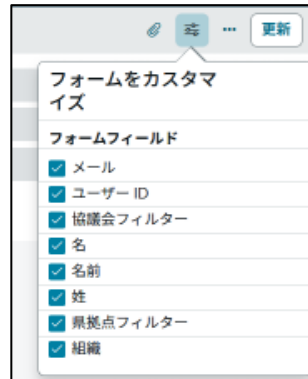 更新
フォームをカスタマ
イズ
フォームフィールド
メール
ユーザー ID
協議会フィルター
名
名前
姓
県拠点フィルター
組織